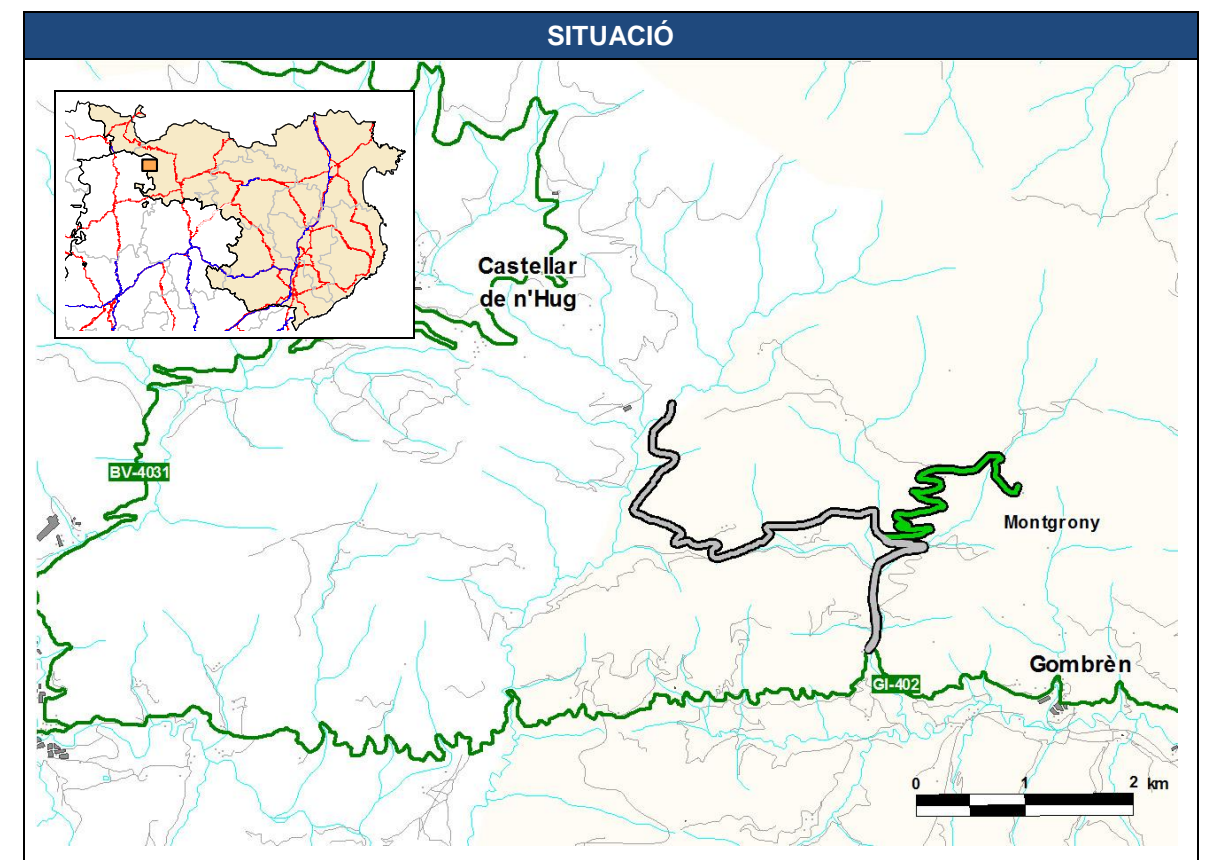 SITUACIÓ
Castellar
de n'Hug
BV-4031
Montgrony
Gombrèn
GI-402
0 1 2 km